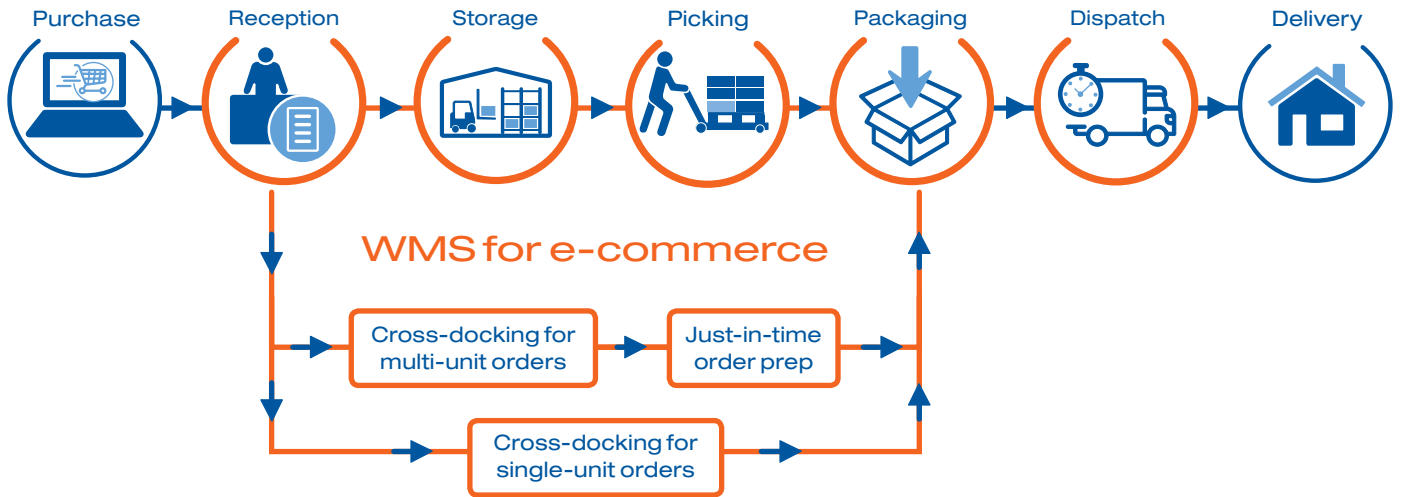 Purchase
Reception
Storage
Picking
Packaging
Dispatch
Delivery
WMS for e-commerce
Cross-docking for
multi-unit orders
Just-in-time
order prep
Cross-docking for
single-unit orders